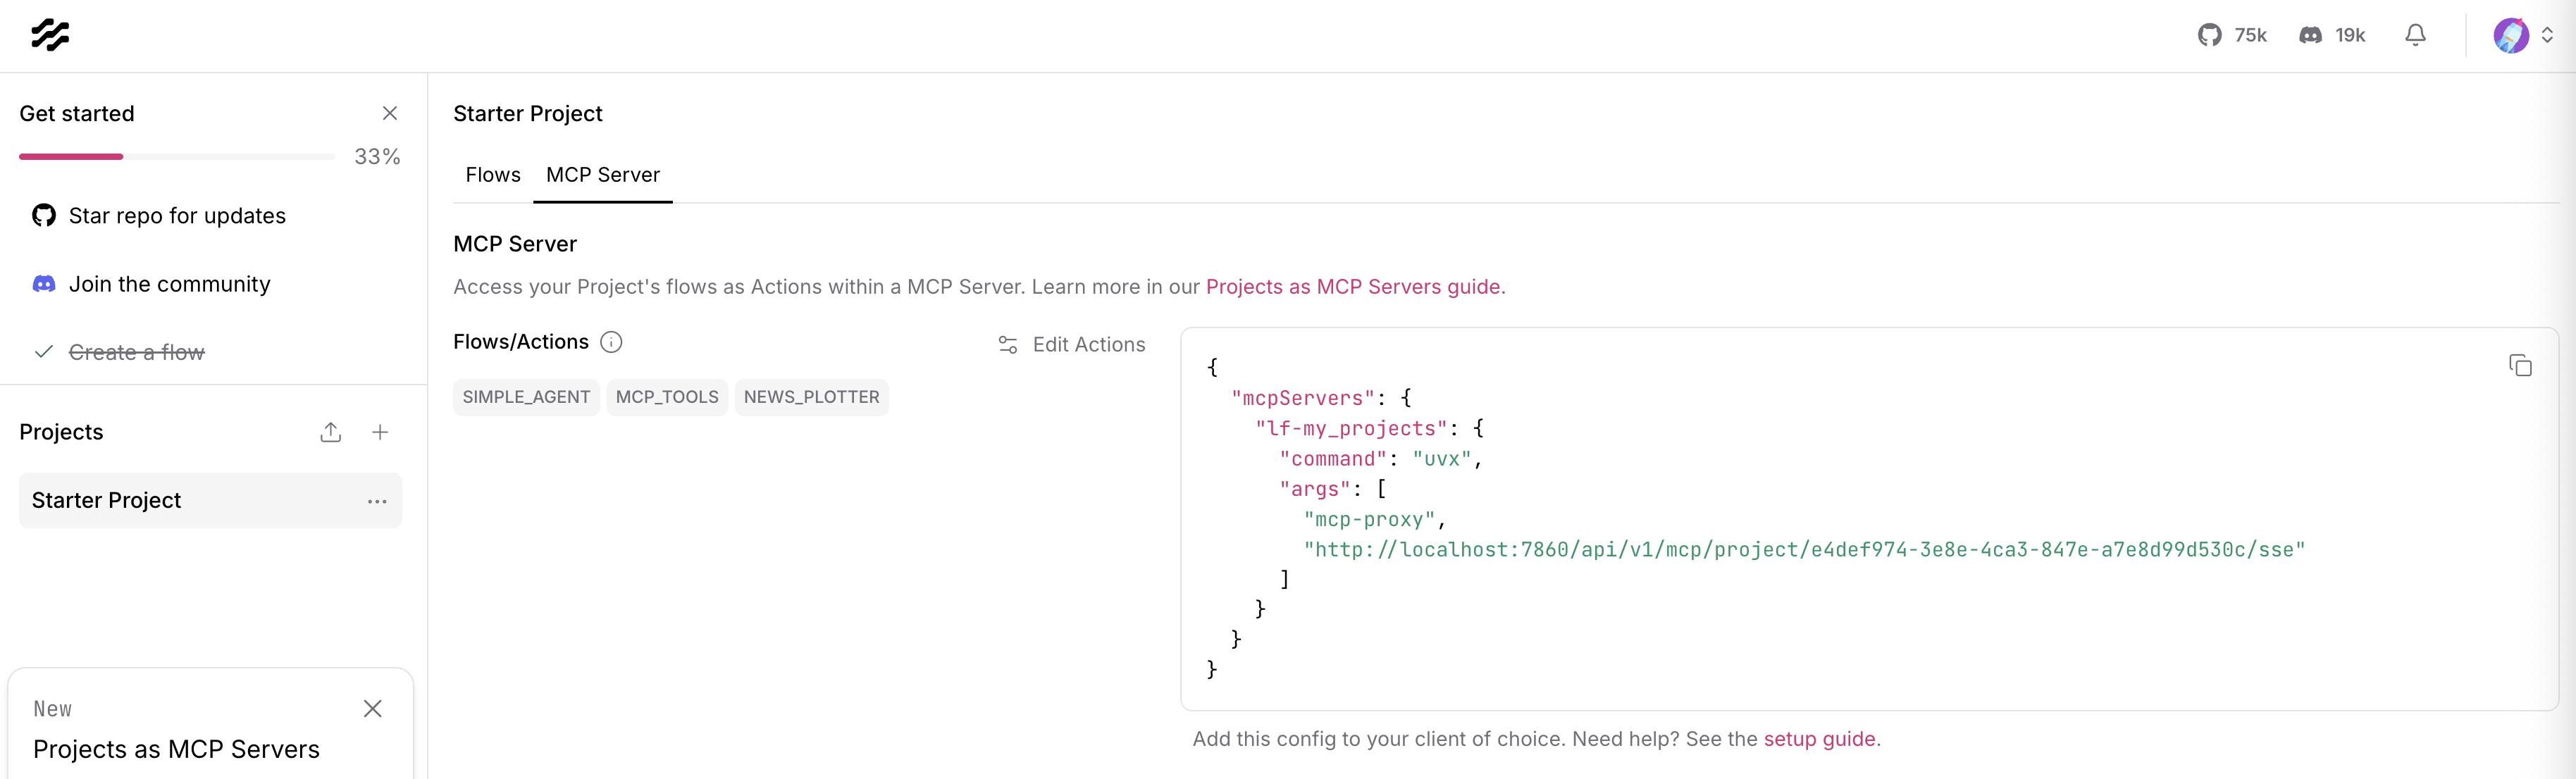 75k 19k
Get started
33%
Star repo for updates
Join the community
Create a flow
Projects
Starter Project
New
Projects as MCP Servers
Starter Project
Flows MCP Server
MCP Server
Access your Project's flows as Actions within a MCP Server. Learn more in our Projects as MCP Servers guide.
Flows/Actions Edit Actions
SIMPLE_AGENT MCP_TOOLS NEWS_PLOTTER
{
  "mcpServers": {
    "lf-my_projects": {
      "command": "uvx",
      "args": [
        "mcp-proxy",
        "http://localhost:7860/api/v1/mcp/project/e4def974-3e8e-4ca3-847e-a7e8d99d530c/sse"
      ]
    }
  }
}
Add this config to your client of choice. Need help? See the setup guide.